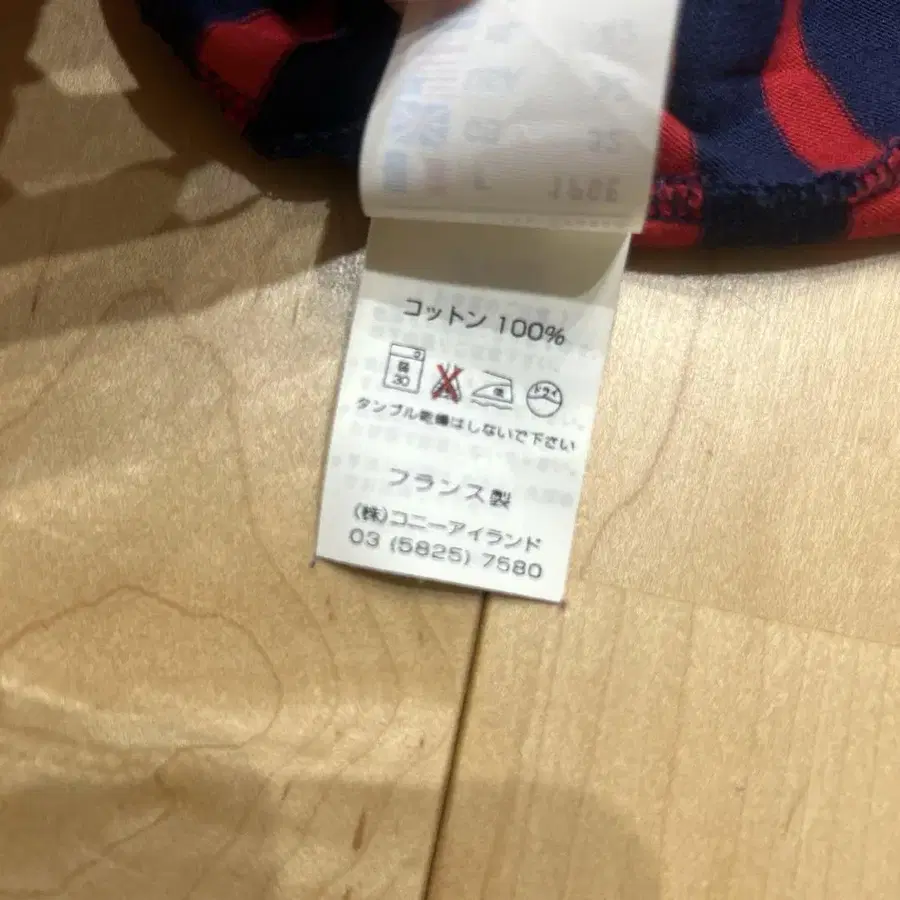 コットン 100%
弱
30
低
ドライ
タンブル乾燥はしないで下さい
フランス製
(株)コニーアイランド
03 (5825) 7580